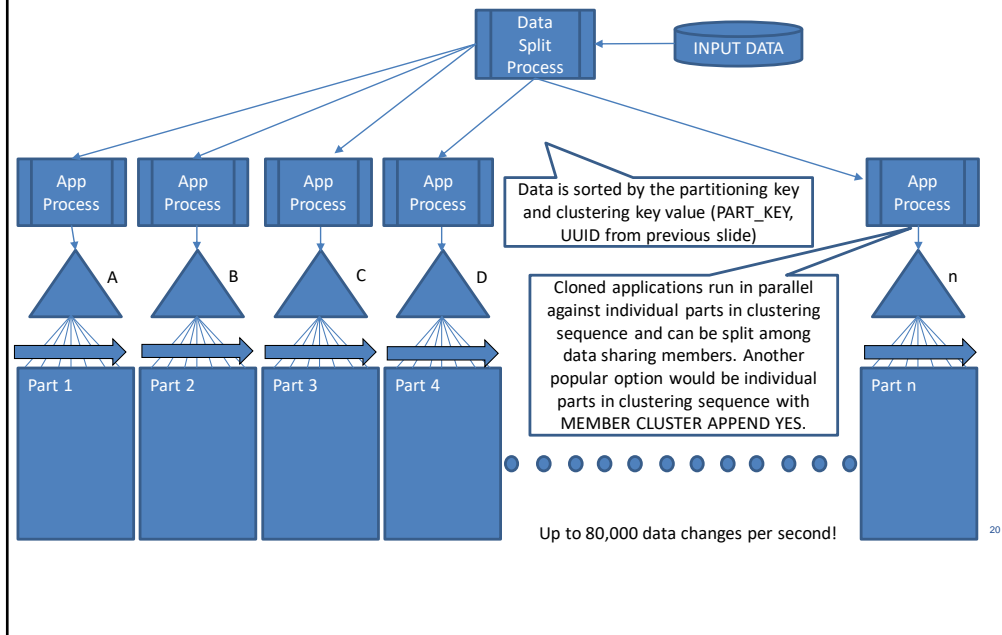 Data
Split
Process
INPUT DATA
App
Process
App
Process
App
Process
App
Process
App
Process
Data is sorted by the partitioning key
and clustering key value (PART_KEY,
UUID from previous slide)
A
B
C
D
n
Cloned applications run in parallel
against individual parts in clustering
sequence and can be split among
data sharing members. Another
popular option would be individual
parts in clustering sequence with
MEMBER CLUSTER APPEND YES.
Part 1
Part 2
Part 3
Part 4
Part n
Up to 80,000 data changes per second!
20